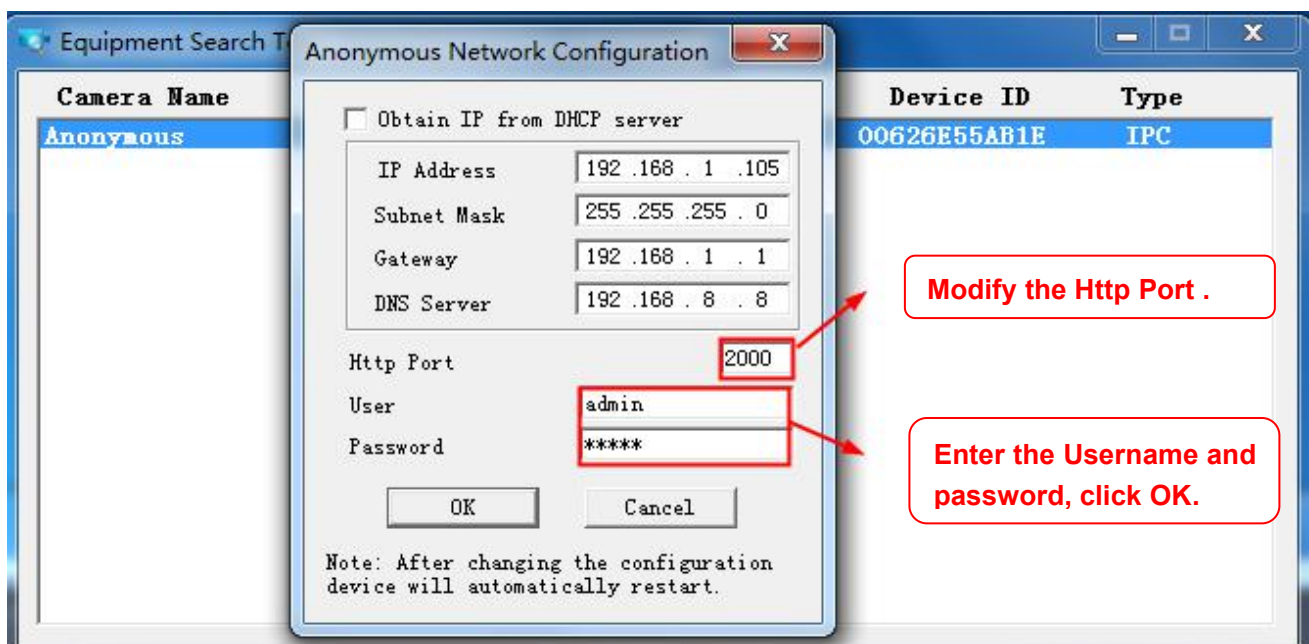 Equipment Search T
Anonymous Network Configuration
Camera Name
Device ID
Type
Anonymous
00626E55AB1E
IPC
Obtain IP from DHCP server
IP Address
192 .168 . 1 .105
Subnet Mask
255 .255 .255 . 0
Gateway
192 .168 . 1 . 1
DNS Server
192 .168 . 8 . 8
Http Port
2000
User
admin
Password
*****
OK
Cancel
Note: After changing the configuration
device will automatically restart.
Modify the Http Port .
Enter the Username and
password, click OK.